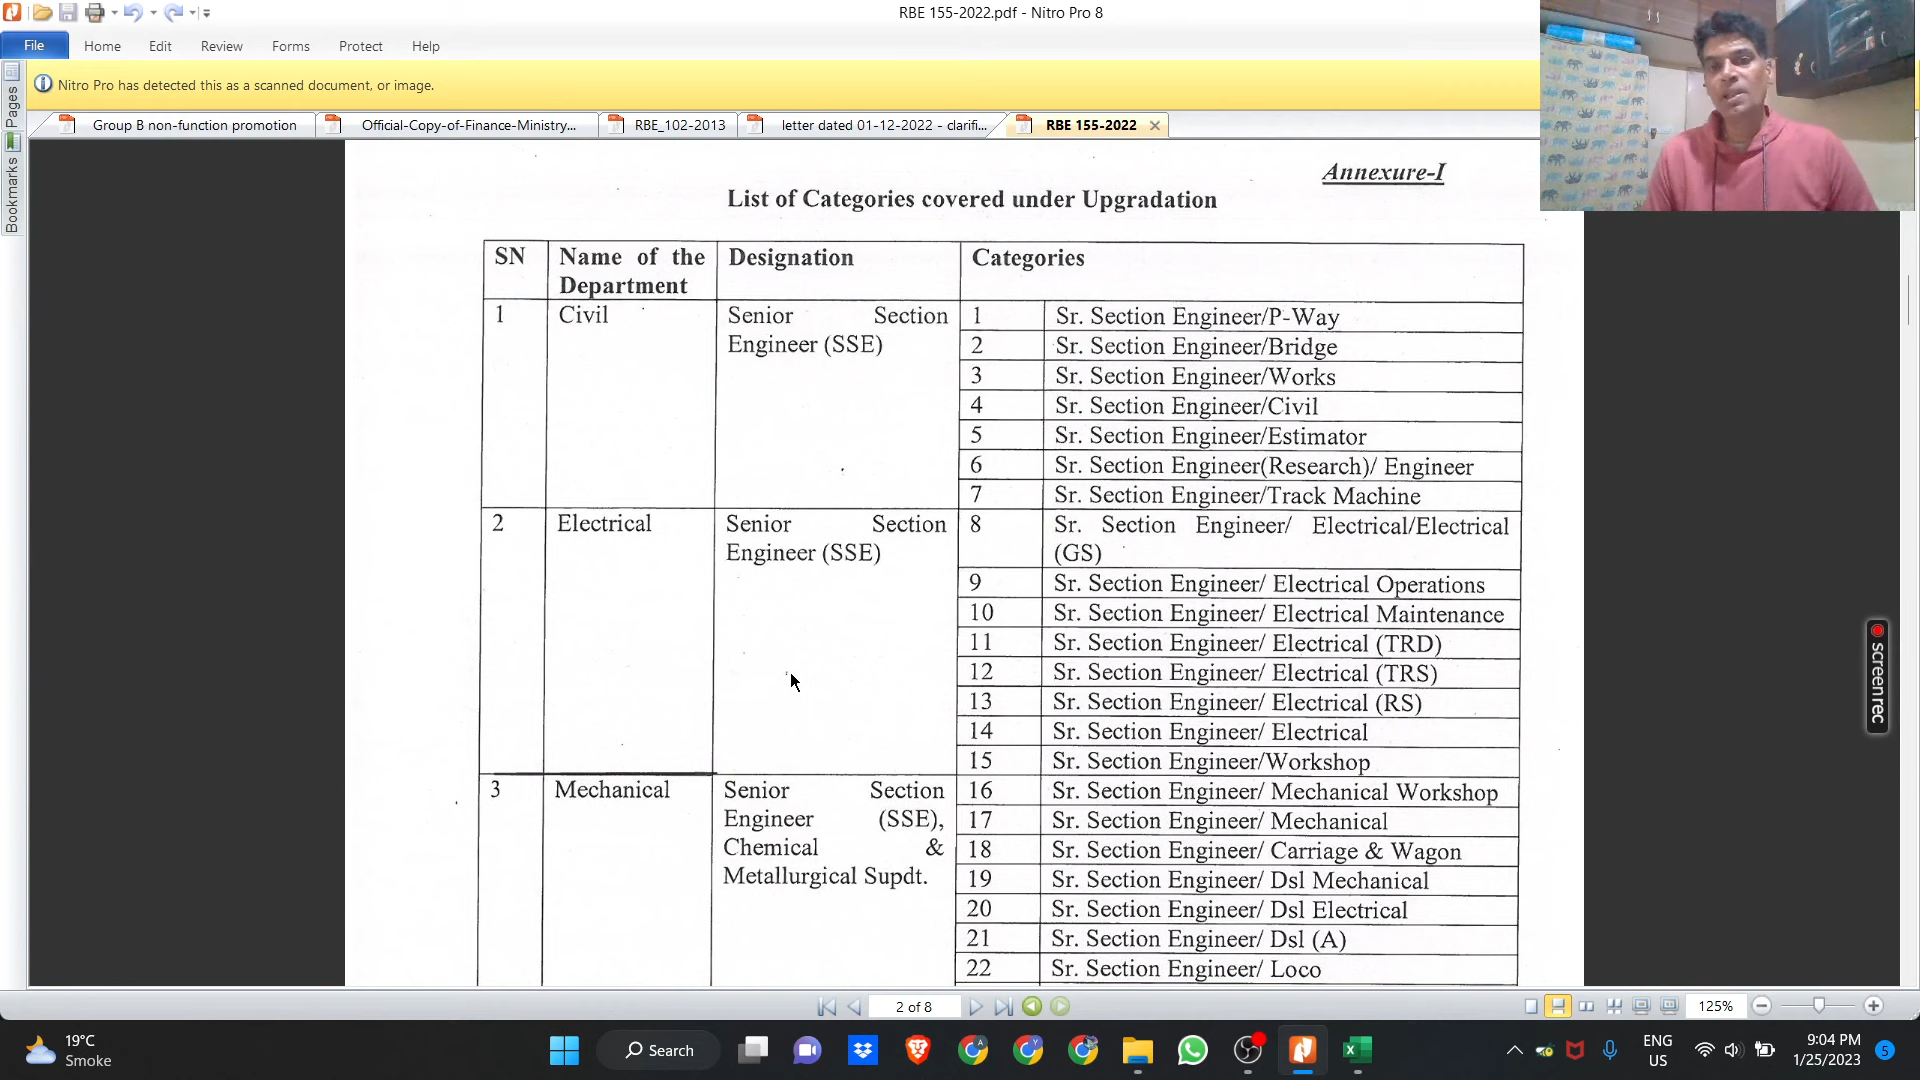 RBE 155-2022.pdf - Nitro Pro 8
File Home Edit Review Forms Protect Help
Nitro Pro has detected this as a scanned document, or image.
Pages
Bookmarks
Group B non-function promotion
Official-Copy-of-Finance-Ministry...
RBE_102-2013
letter dated 01-12-2022 - clarifi...
RBE 155-2022
Annexure-I
List of Categories covered under Upgradation
SN Name of the Department Designation Categories
1 Civil Senior Section Engineer (SSE)
1 Sr. Section Engineer/P-Way
2 Sr. Section Engineer/Bridge
3 Sr. Section Engineer/Works
4 Sr. Section Engineer/Civil
5 Sr. Section Engineer/Estimator
6 Sr. Section Engineer(Research)/ Engineer
7 Sr. Section Engineer/Track Machine
2 Electrical Senior Section Engineer (SSE)
8 Sr. Section Engineer/ Electrical/Electrical (GS)
9 Sr. Section Engineer/ Electrical Operations
10 Sr. Section Engineer/ Electrical Maintenance
11 Sr. Section Engineer/ Electrical (TRD)
12 Sr. Section Engineer/ Electrical (TRS)
13 Sr. Section Engineer/ Electrical (RS)
14 Sr. Section Engineer/ Electrical
15 Sr. Section Engineer/Workshop
3 Mechanical Senior Section Engineer (SSE), Chemical & Metallurgical Supdt.
16 Sr. Section Engineer/ Mechanical Workshop
17 Sr. Section Engineer/ Mechanical
18 Sr. Section Engineer/ Carriage & Wagon
19 Sr. Section Engineer/ Dsl Mechanical
20 Sr. Section Engineer/ Dsl Electrical
21 Sr. Section Engineer/ Dsl (A)
22 Sr. Section Engineer/ Loco
screenrec
2 of 8
125%
19°C
Smoke
Search
ENG
US
9:04 PM
1/25/2023
5